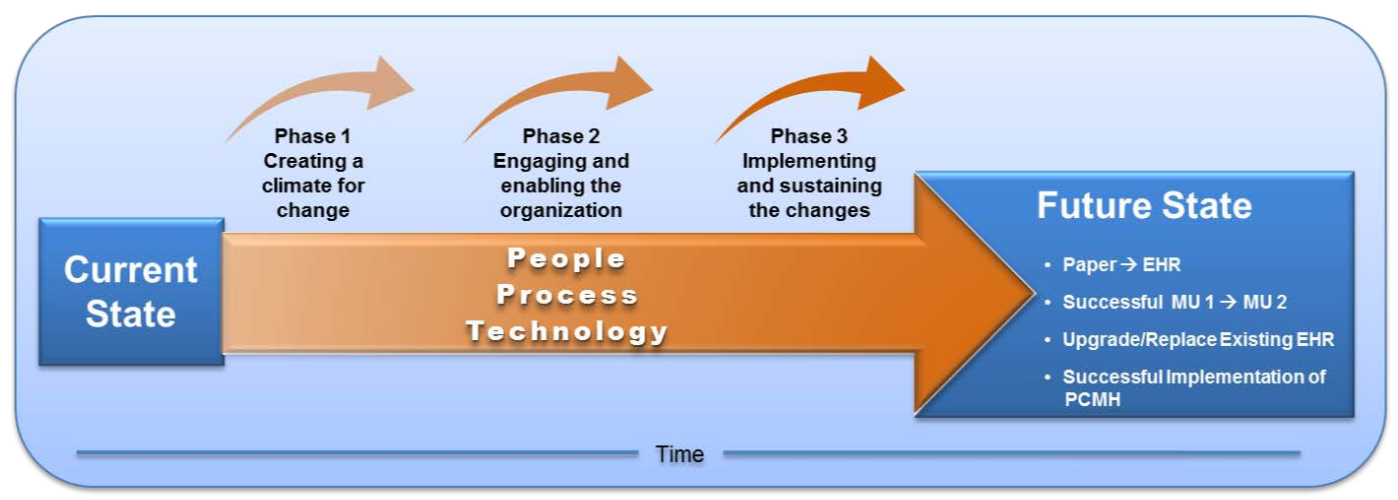 Phase 1
Creating a
climate for
change
Phase 2
Engaging and
enabling the
organization
Phase 3
Implementing
and sustaining
the changes
Current
State
People
Process
Technology
Future State
• Paper → EHR
• Successful MU 1 → MU 2
• Upgrade/Replace Existing EHR
• Successful Implementation of
PCMH
Time